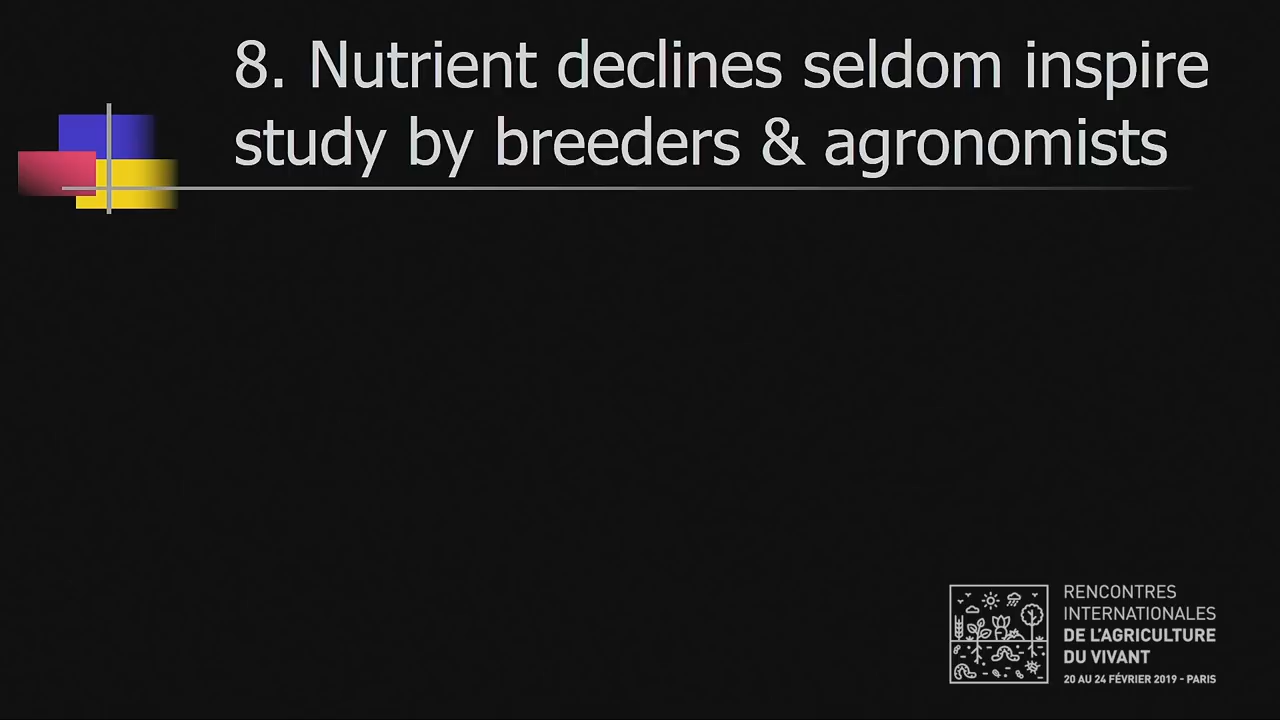 8. Nutrient declines seldom inspire
study by breeders & agronomists
RENCONTRES
INTERNATIONALES
DE L'AGRICULTURE
DU VIVANT
20 AU 24 FÉVRIER 2019 - PARIS